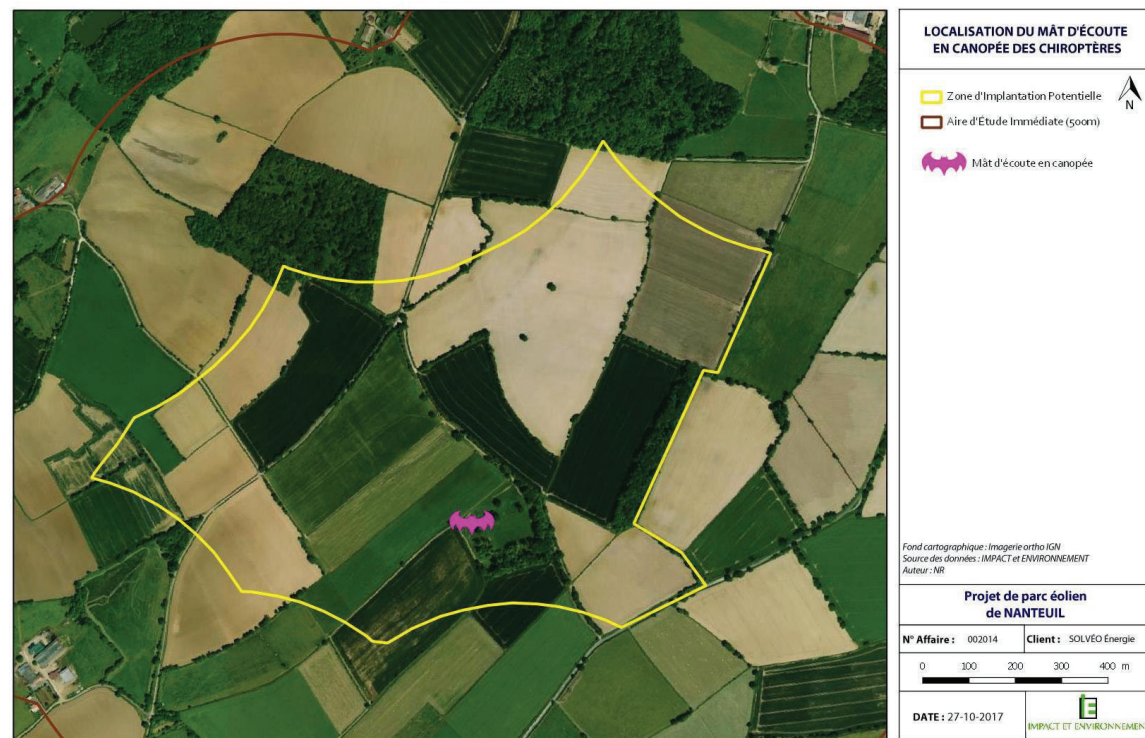 LOCALISATION DU MÂT D'ÉCOUTE
EN CANOPÉE DES CHIROPTÈRES
Zone d'Implantation Potentielle
N
Aire d'Étude Immédiate (500m)
Mât d'écoute en canopée
Fond cartographique : Imagerie ortho IGN
Source des données : IMPACT et ENVIRONNEMENT
Auteur : NR
Projet de parc éolien
de NANTEUIL
N° Affaire : 002014 Client : SOLVÉO Énergie
0 100 200 300 400 m
DATE : 27-10-2017
IE
IMPACT ET ENVIRONNEMEN